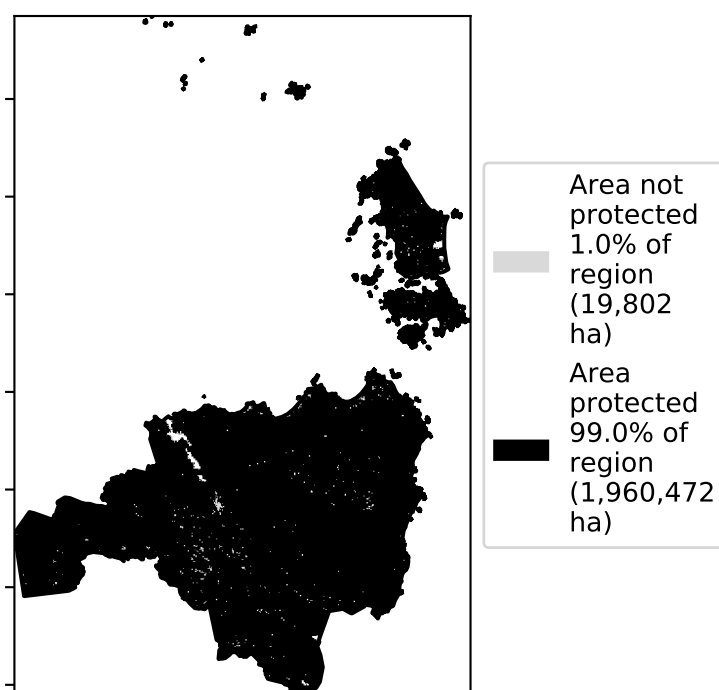 Area not
protected
1.0% of
region
(19,802
ha)
Area
protected
99.0% of
region
(1,960,472
ha)